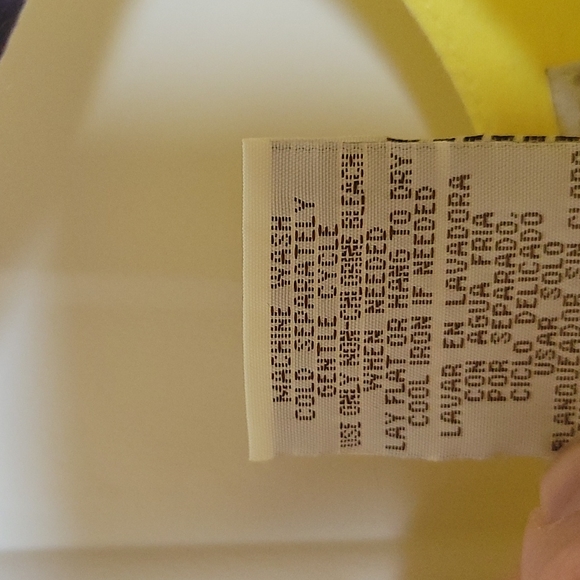 MACHINE WASH
COLD SEPARATELY
GENTLE CYCLE
USE ONLY NON-CHLORINE BLEACH
WHEN NEEDED
LAY FLAT OR HANG TO DRY
COOL IRON IF NEEDED
LAVAR EN LAVADORA
CON AGUA FRIA
POR SEPARADO,
CICLO DELICADO
USAR SOLO
BLANQUEADOR SIN